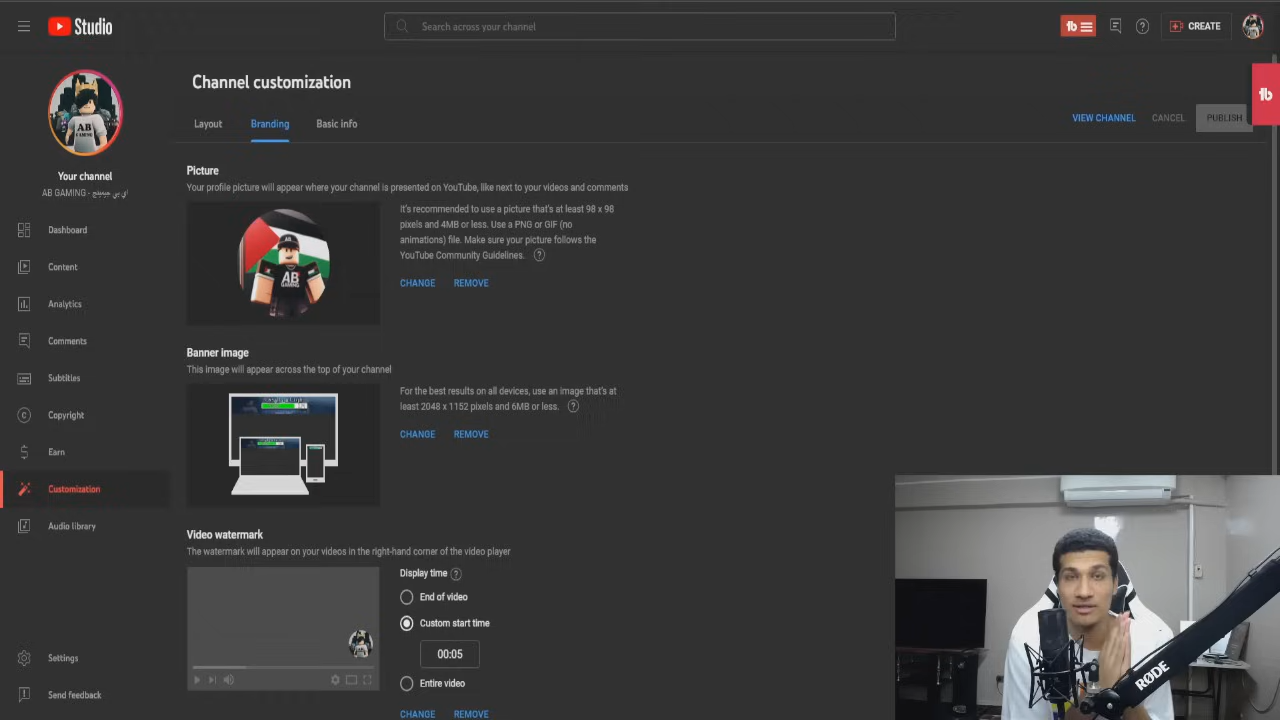 Studio
Search across your channel
CREATE
Channel customization
Layout
Branding
Basic info
VIEW CHANNEL
CANCEL
PUBLISH
AB
GAMING
Your channel
AB GAMING - اي بي جيمينج
Dashboard
Content
Analytics
Comments
Subtitles
Copyright
Earn
Customization
Audio library
Settings
Send feedback
Picture
Your profile picture will appear where your channel is presented on YouTube, like next to your videos and comments
AB
GAMING
It's recommended to use a picture that's at least 98 x 98
pixels and 4MB or less. Use a PNG or GIF (no
animations) file. Make sure your picture follows the
YouTube Community Guidelines. ?
CHANGE
REMOVE
Banner image
This image will appear across the top of your channel
For the best results on all devices, use an image that's at
least 2048 x 1152 pixels and 6MB or less. ?
CHANGE
REMOVE
Video watermark
The watermark will appear on your videos in the right-hand corner of the video player
Display time ?
End of video
Custom start time
00:05
Entire video
CHANGE
REMOVE
RØDE